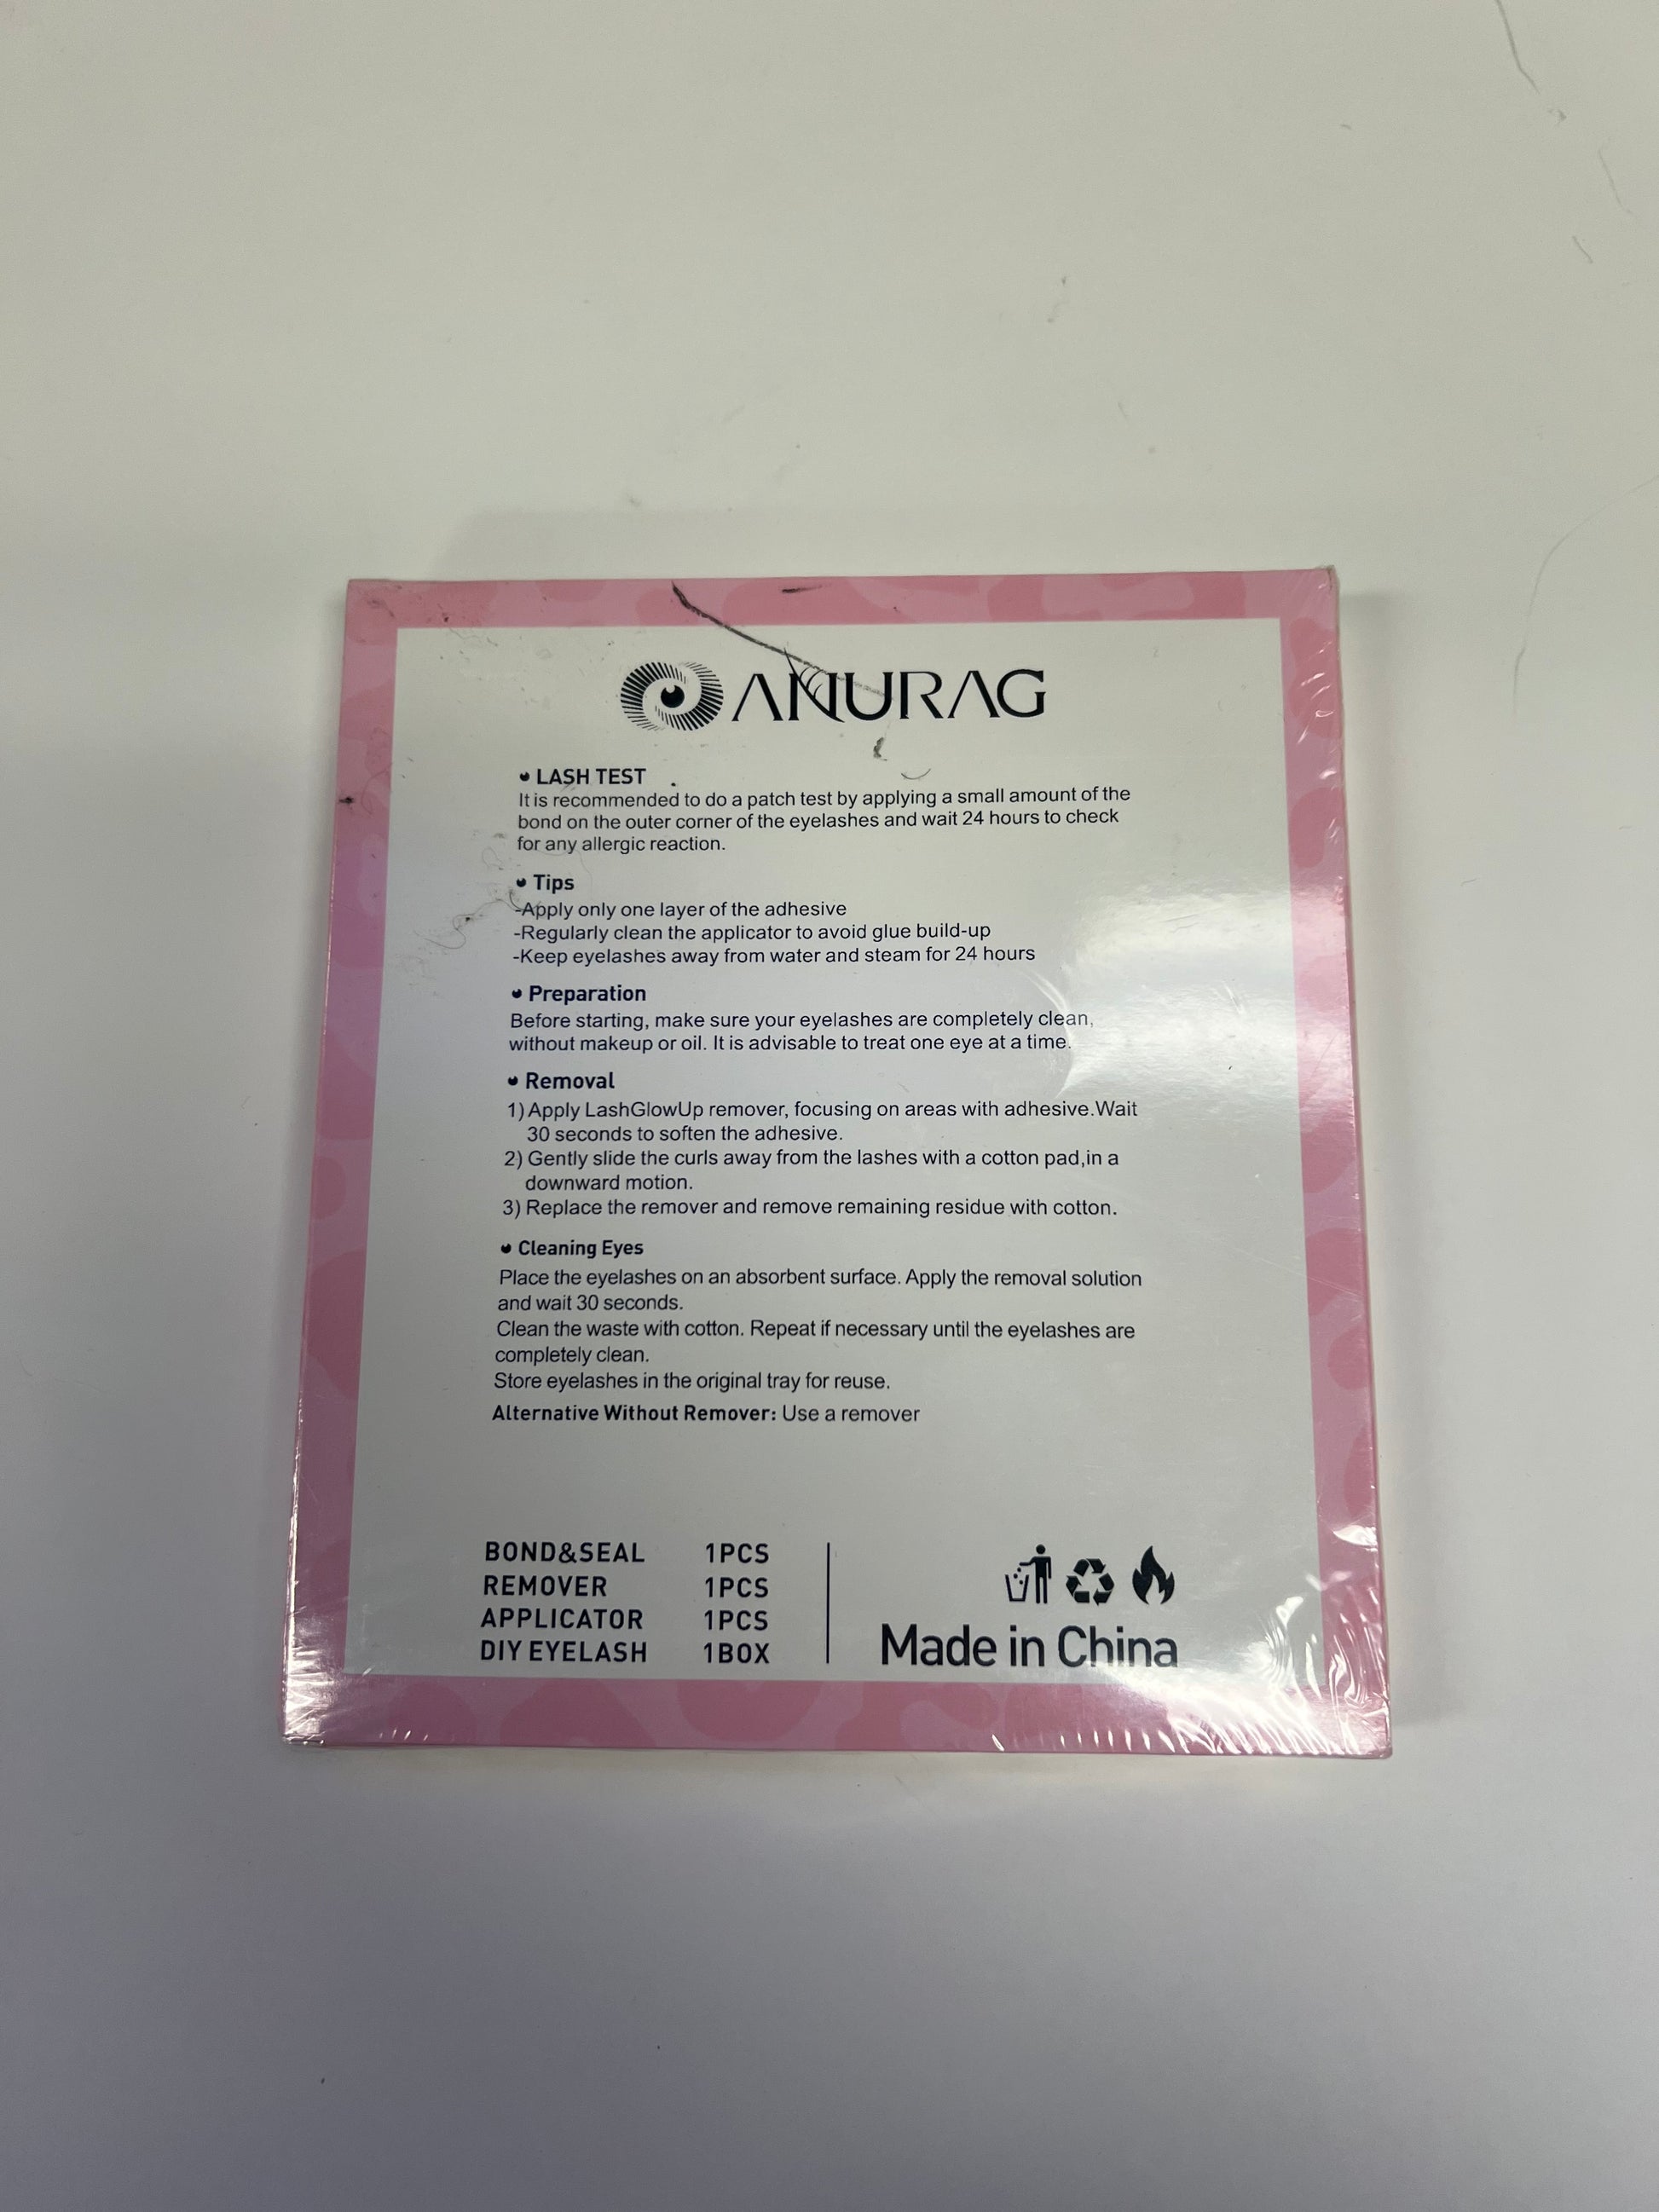 ANURAG
LASH TEST
It is recommended to do a patch test by applying a small amount of the
bond on the outer corner of the eyelashes and wait 24 hours to check
for any allergic reaction.
Tips
-Apply only one layer of the adhesive
-Regularly clean the applicator to avoid glue build-up
-Keep eyelashes away from water and steam for 24 hours
Preparation
Before starting, make sure your eyelashes are completely clean,
without makeup or oil. It is advisable to treat one eye at a time.
Removal
1) Apply LashGlowUp remover, focusing on areas with adhesive.Wait
30 seconds to soften the adhesive.
2) Gently slide the curls away from the lashes with a cotton pad,in a
downward motion.
3) Replace the remover and remove remaining residue with cotton.
Cleaning Eyes
Place the eyelashes on an absorbent surface. Apply the removal solution
and wait 30 seconds.
Clean the waste with cotton. Repeat if necessary until the eyelashes are
completely clean.
Store eyelashes in the original tray for reuse.
Alternative Without Remover: Use a remover
BOND&SEAL 1PCS
REMOVER 1PCS
APPLICATOR 1PCS
DIY EYELASH 1BOX
Made in China